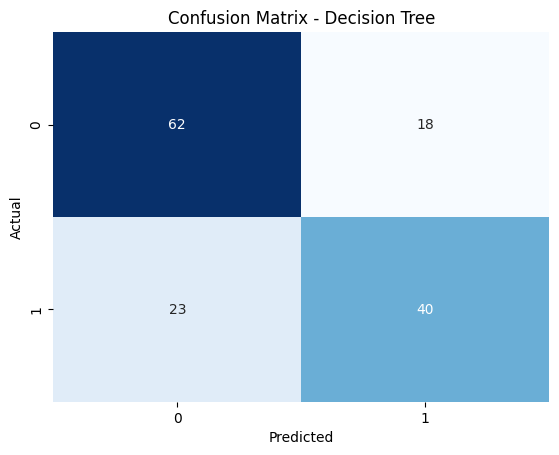 Confusion Matrix - Decision Tree
Actual
0
62
18
1
23
40
0
1
Predicted